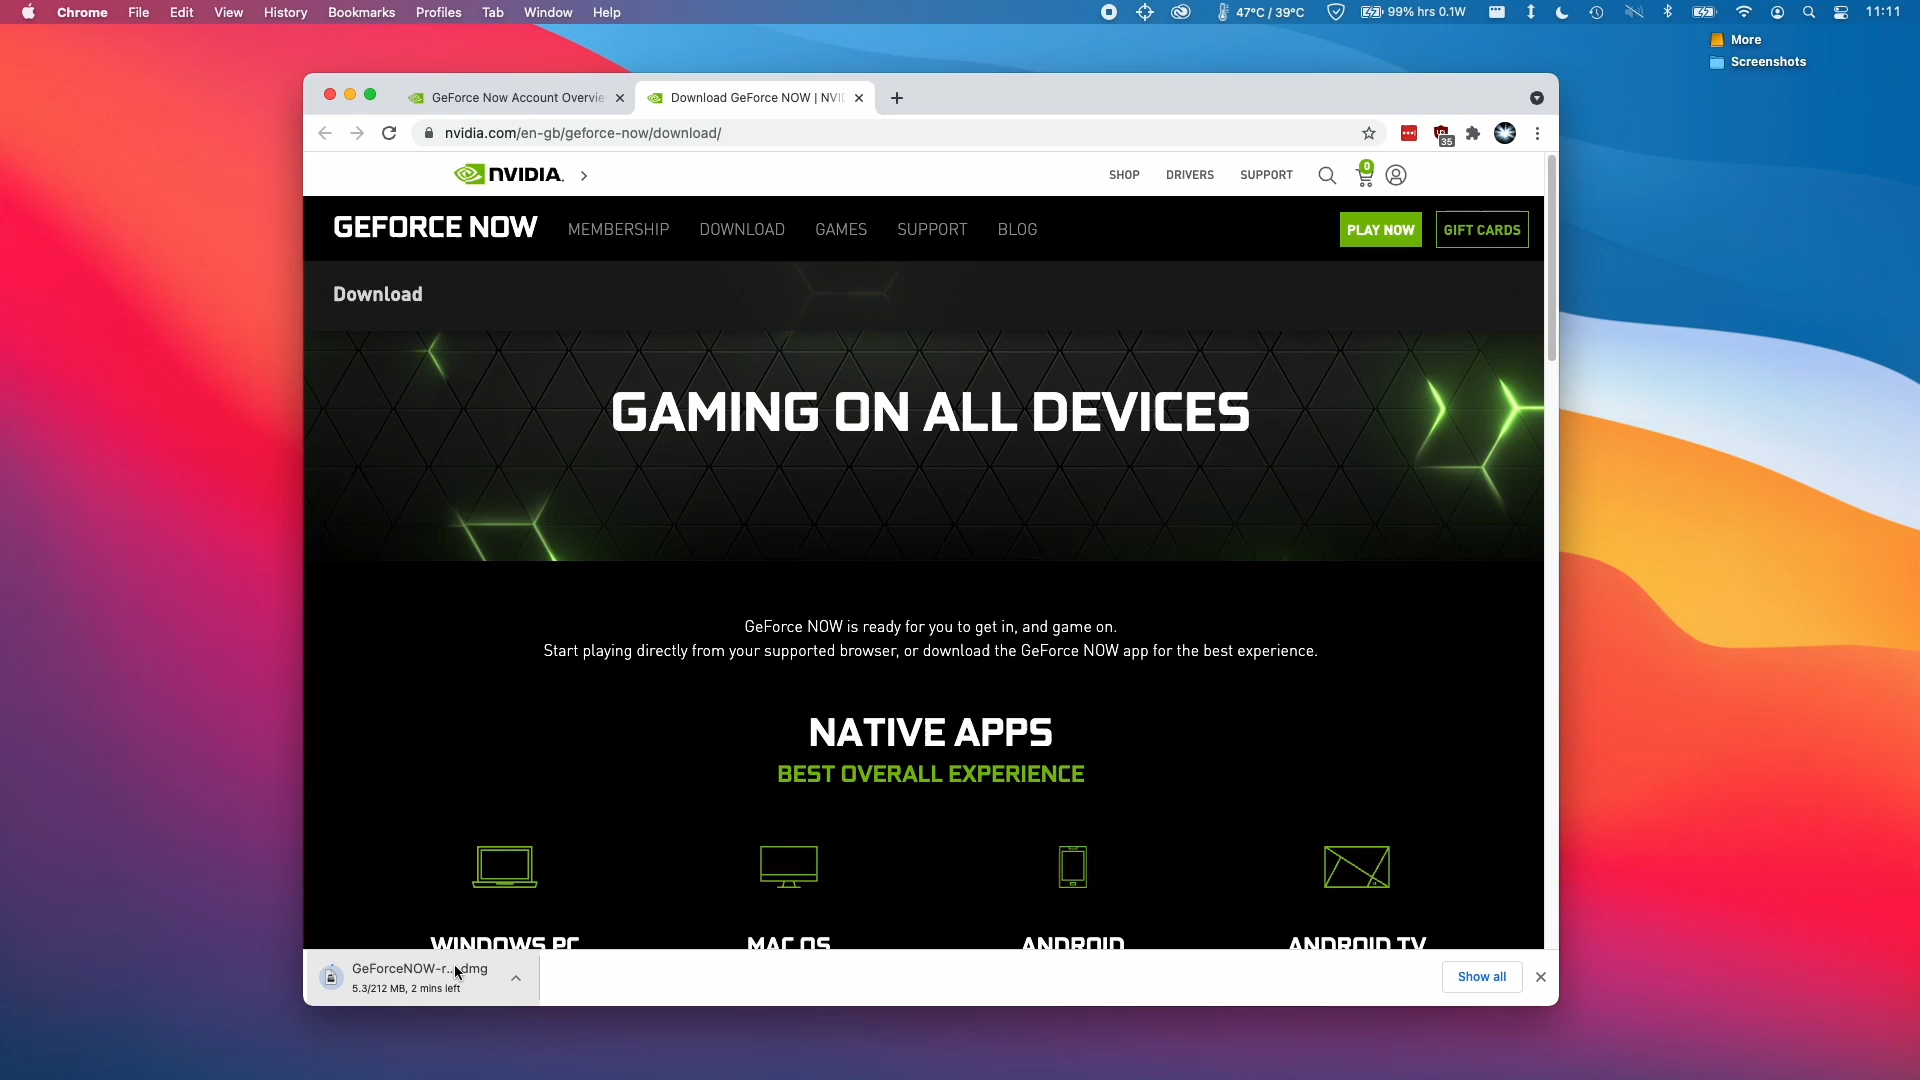 Chrome File Edit View History Bookmarks Profiles Tab Window Help 47°C / 39°C 99% hrs 0.1W 11:11
More
Screenshots
GeForce Now Account Overvie Download GeForce NOW | NVI
nvidia.com/en-gb/geforce-now/download/ 35
NVIDIA. SHOP DRIVERS SUPPORT 0
GEFORCE NOW MEMBERSHIP DOWNLOAD GAMES SUPPORT BLOG PLAY NOW GIFT CARDS
Download
GAMING ON ALL DEVICES
GeForce NOW is ready for you to get in, and game on.
Start playing directly from your supported browser, or download the GeForce NOW app for the best experience.
NATIVE APPS
BEST OVERALL EXPERIENCE
WINDOWS PC MAC OS ANDROID ANDROID TV
GeForceNOW-r...dmg
5.3/212 MB, 2 mins left
Show all